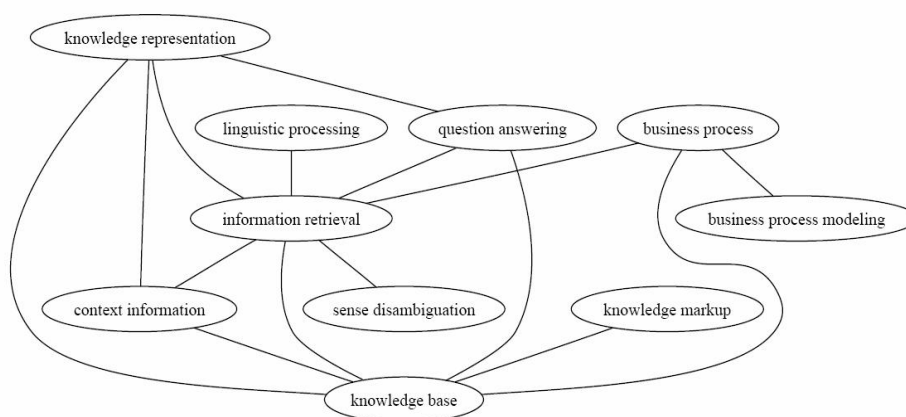 knowledge representation
linguistic processing
question answering
business process
information retrieval
business process modeling
context information
sense disambiguation
knowledge markup
knowledge base